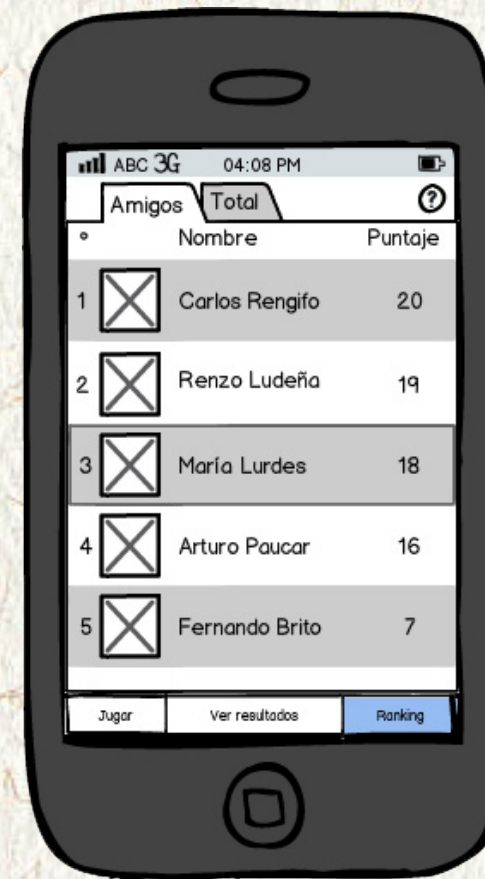 ABC 3G 04:08 PM
Amigos Total ?
° Nombre Puntaje
1 Carlos Rengifo 20
2 Renzo Ludeña 19
3 María Lurdes 18
4 Arturo Paucar 16
5 Fernando Brito 7
Jugar Ver resultados Ranking